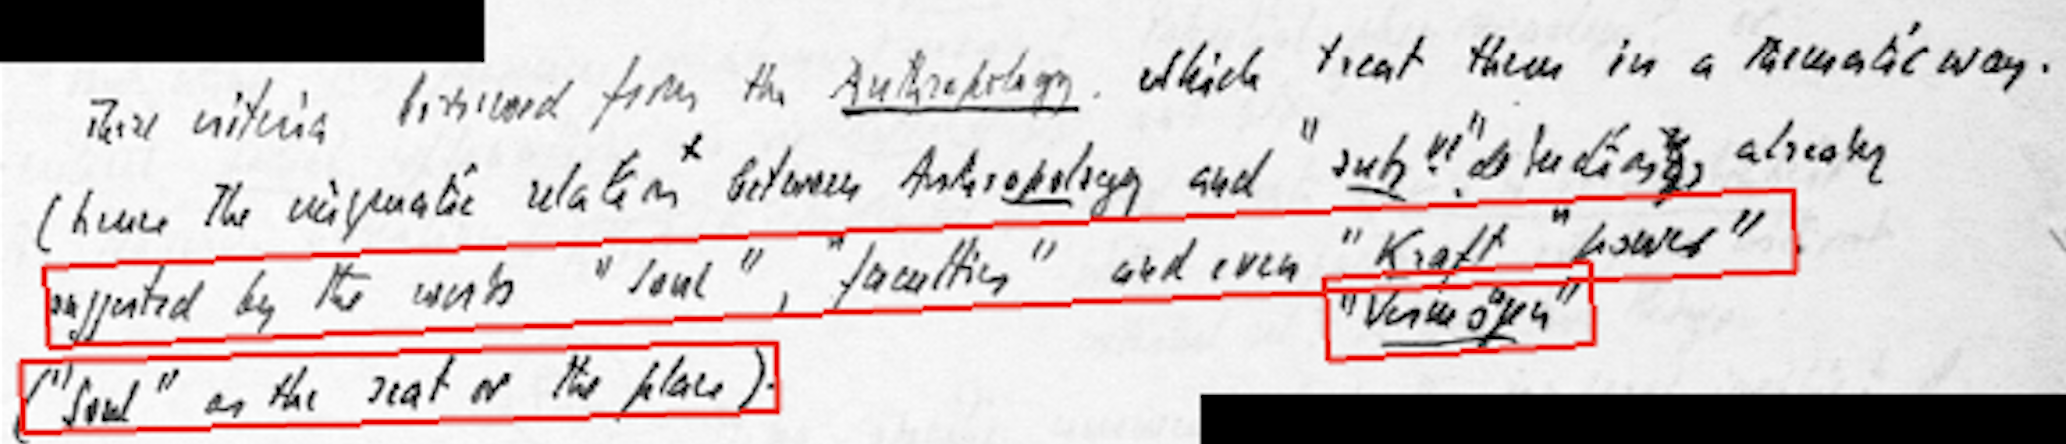 These criteria borrowed from the Anthropology. which treat them in a thematic way.
(hence the enigmatic relation between Anthropology and "subj"" already
suggested by the words "soul", "faculties" and even "Kraft "power"
"Vermögen"
("Soul" as the seat or the place).